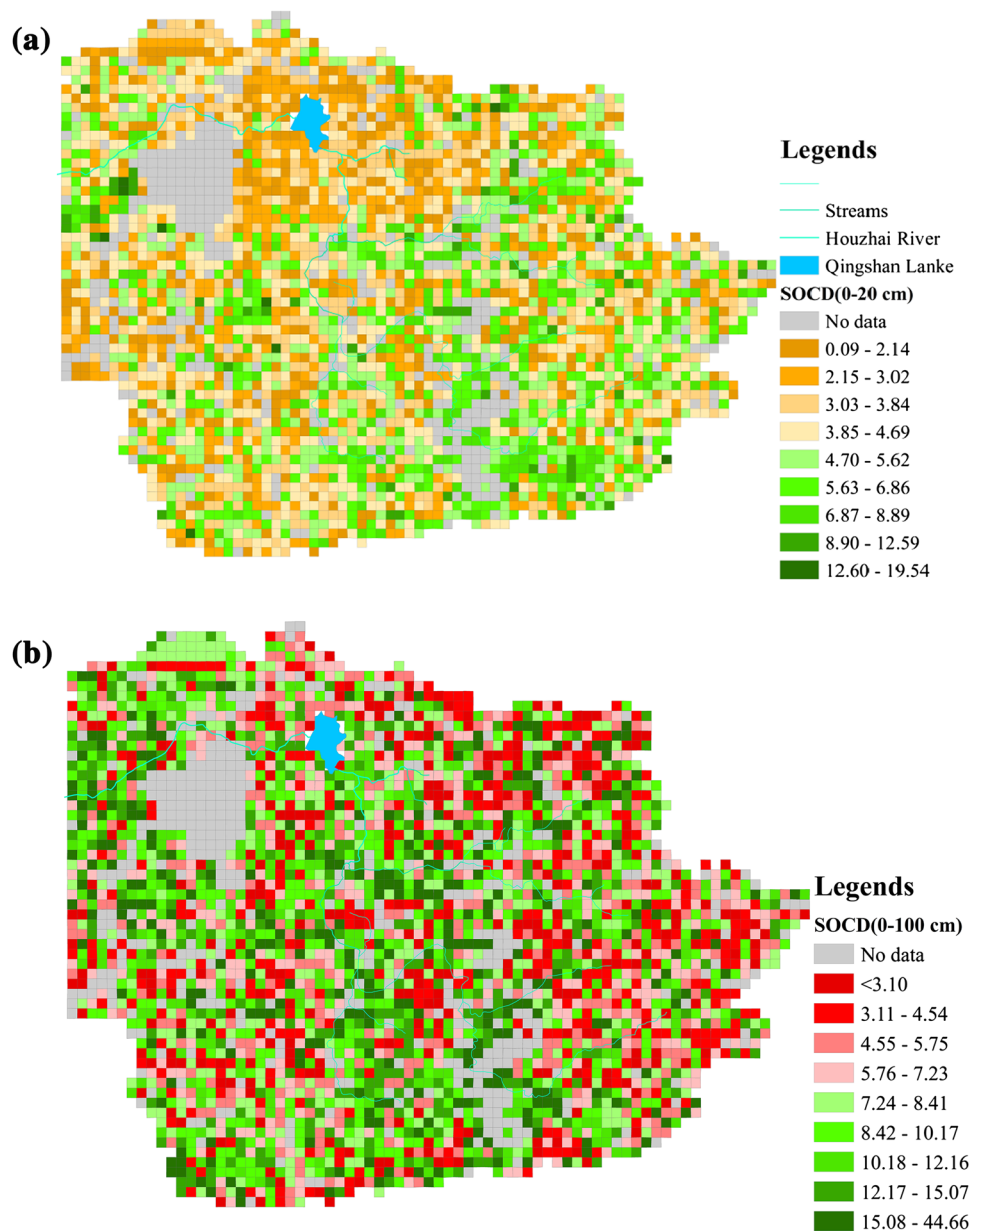 (a)
Legends
Streams
Houzhai River
Qingshan Lanke
SOCD(0-20 cm)
No data
0.09 - 2.14
2.15 - 3.02
3.03 - 3.84
3.85 - 4.69
4.70 - 5.62
5.63 - 6.86
6.87 - 8.89
8.90 - 12.59
12.60 - 19.54
(b)
Legends
SOCD(0-100 cm)
No data
<3.10
3.11 - 4.54
4.55 - 5.75
5.76 - 7.23
7.24 - 8.41
8.42 - 10.17
10.18 - 12.16
12.17 - 15.07
15.08 - 44.66